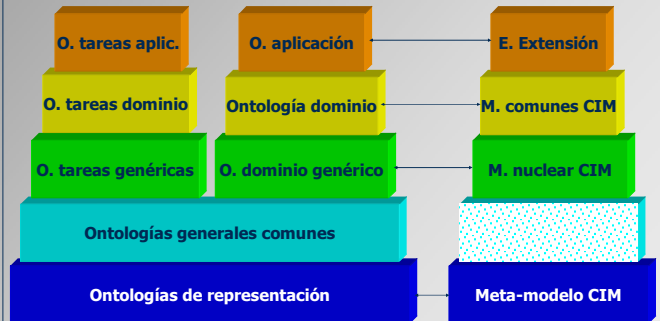 O. tareas aplic.
O. aplicación
E. Extensión
O. tareas dominio
Ontología dominio
M. comunes CIM
O. tareas genéricas
O. dominio genérico
M. nuclear CIM
Ontologías generales comunes
Ontologías de representación
Meta-modelo CIM